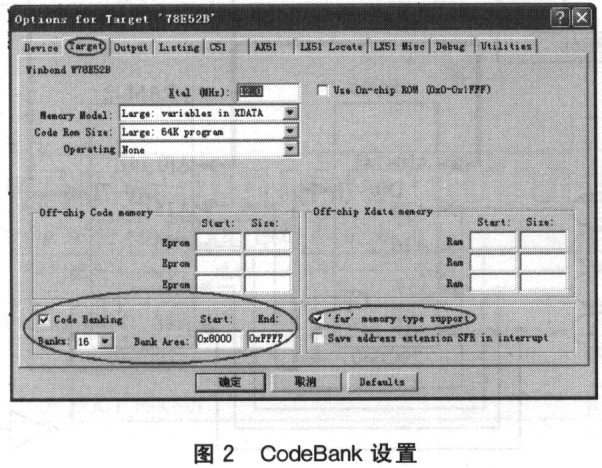 Options for Target '78E52B'
Device Target Output Listing C51 AX51 LX51 Locate LX51 Misc Debug Utilities
Winbond W78E52B
Xtal (MHz): Use On-chip ROM (0x0-0x1FFF)
Memory Model: Large: variables in XDATA
Code Rom Size: Large: 64K program
Operating None
Off-chip Code memory Off-chip Xdata memory
Start: Size: Start: Size:
Eprom Ram
Eprom Ram
Eprom Ram
Code Banking Start: End: 'far' memory type support
Banks: 16 Bank Area: 0x8000 0xFFFF Save address extension SFR in interrupt
确定 取消 Defaults
图 2 CodeBank 设置